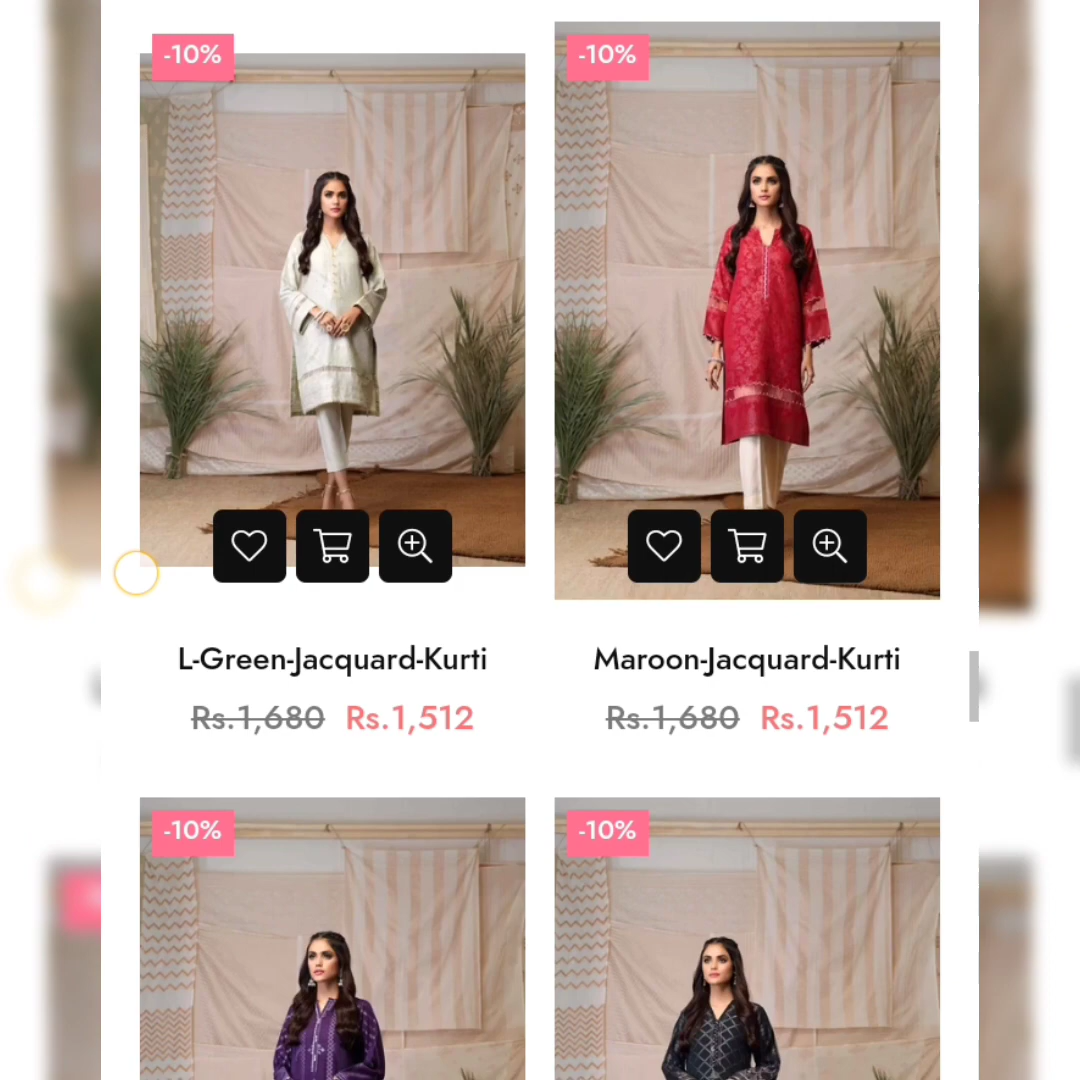 -10%
-10%
L-Green-Jacquard-Kurti
Maroon-Jacquard-Kurti
Rs.1,680 Rs.1,512
Rs.1,680 Rs.1,512
-10%
-10%